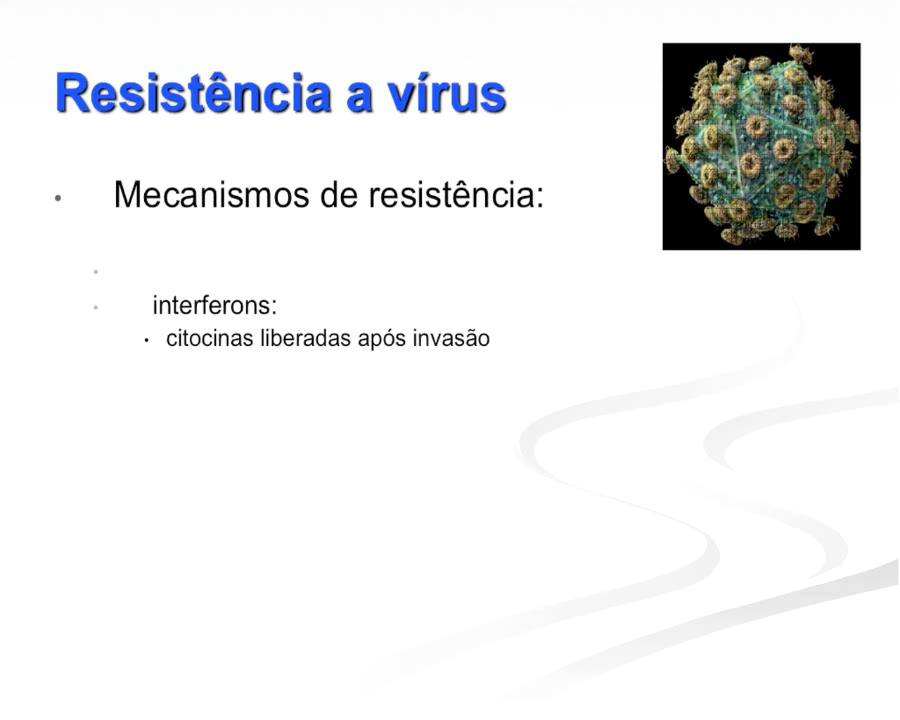 Resistência a vírus
• Mecanismos de resistência:
•
• interferons:
• citocinas liberadas após invasão